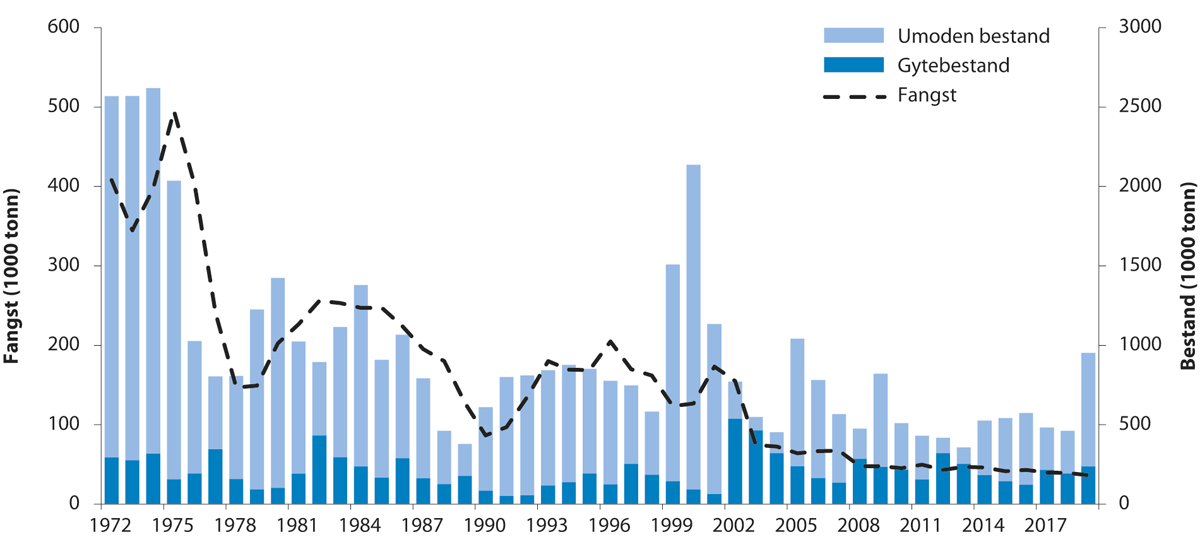 600
500
400
300
200
100
0
Fangst (1000 tonn)
3000
2500
2000
1500
1000
500
0
Bestand (1000 tonn)
Umoden bestand
Gytebestand
Fangst
1972 1975 1978 1981 1984 1987 1990 1993 1996 1999 2002 2005 2008 2011 2014 2017